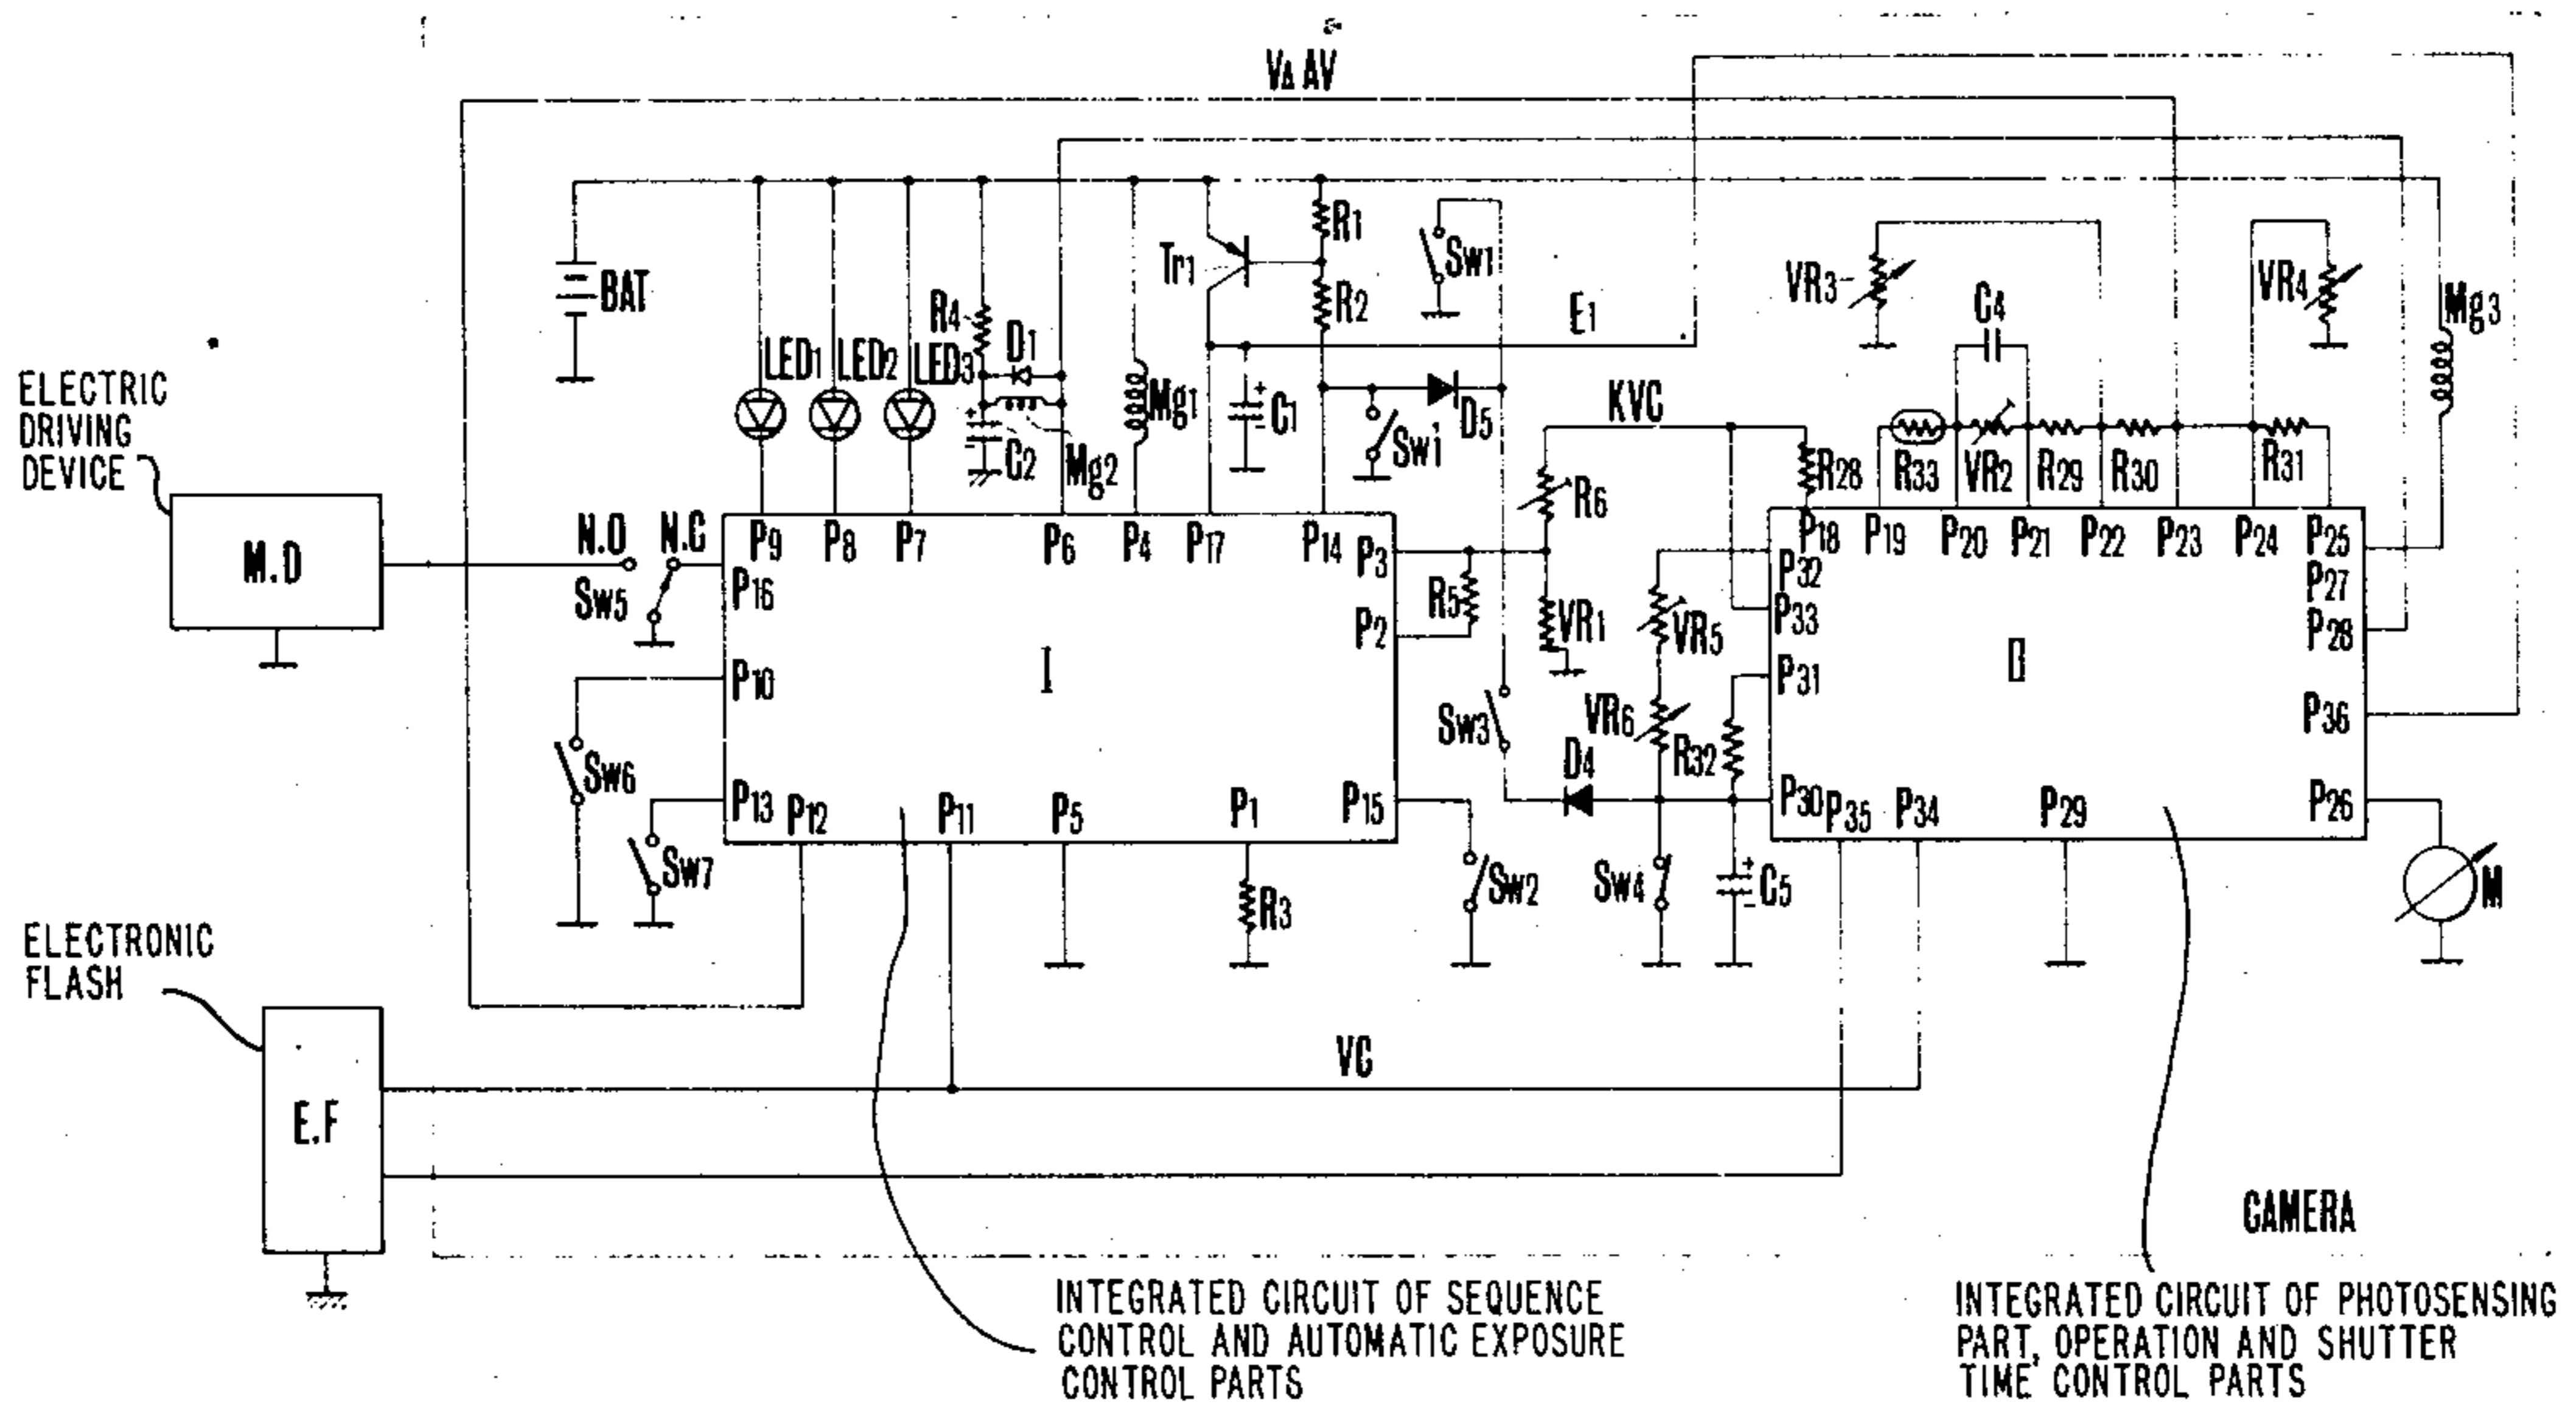 V∆ AV
BAT
Tr1
R1
R2
Sw1
E1
VR3
C4
VR4
Mg3
R4
D1
LED1
LED2
LED3
C2
Mg2
Mg1
C1
Sw1'
D5
KVC
ELECTRIC
DRIVING
DEVICE
M.D
N.O
N.C
Sw5
R6
R28
R33
VR2
R29
R30
R31
P9
P8
P7
P6
P4
P17
P14
P3
P16
P2
R5
VR1
P18
P19
P20
P21
P22
P23
P24
P25
P32
P33
P27
P28
P31
VR5
P10
I
II
Sw3
VR6
R32
D4
P36
Sw6
P13
P12
P11
P5
P1
P15
P30
P35
P34
P29
P26
Sw7
R3
Sw2
Sw4
C5
M
ELECTRONIC
FLASH
E.F
VC
CAMERA
INTEGRATED CIRCUIT OF SEQUENCE
CONTROL AND AUTOMATIC EXPOSURE
CONTROL PARTS
INTEGRATED CIRCUIT OF PHOTOSENSING
PART, OPERATION AND SHUTTER
TIME CONTROL PARTS